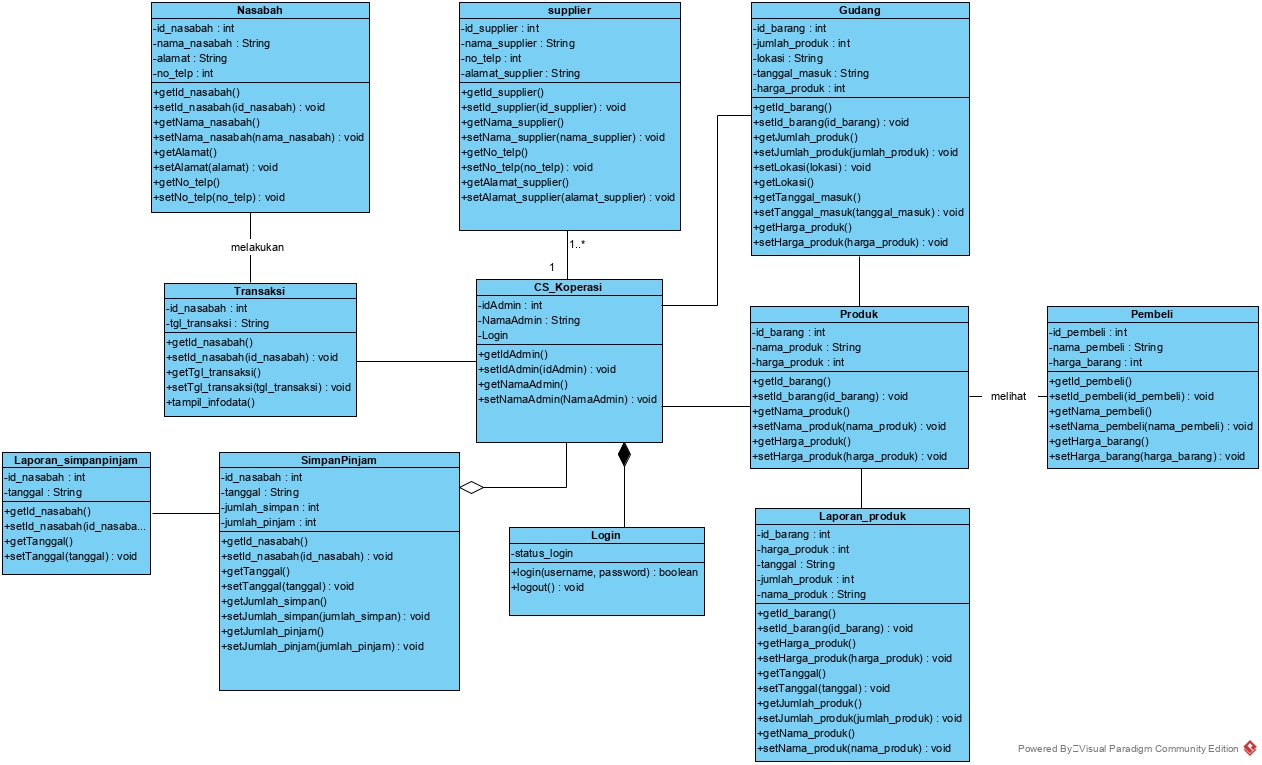 Nasabah
-id_nasabah : int
-nama_nasabah : String
-alamat : String
-no_telp : int
+getId_nasabah()
+setId_nasabah(id_nasabah) : void
+getNama_nasabah()
+setNama_nasabah(nama_nasabah) : void
+getAlamat()
+setAlamat(alamat) : void
+getNo_telp()
+setNo_telp(no_telp) : void
supplier
-id_supplier : int
-nama_supplier : String
-no_telp : int
-alamat_supplier : String
+getId_supplier()
+setId_supplier(id_supplier) : void
+getNama_supplier()
+setNama_supplier(nama_supplier) : void
+getNo_telp()
+setNo_telp(no_telp) : void
+getAlamat_supplier()
+setAlamat_supplier(alamat_supplier) : void
Gudang
-id_barang : int
-jumlah_produk : int
-lokasi : String
-tanggal_masuk : String
-harga_produk : int
+getId_barang()
+setId_barang(id_barang) : void
+getJumlah_produk()
+setJumlah_produk(jumlah_produk) : void
+setLokasi(lokasi) : void
+getLokasi()
+getTanggal_masuk()
+setTanggal_masuk(tanggal_masuk) : void
+getHarga_produk()
+setHarga_produk(harga_produk) : void
melakukan
1..*
1
Transaksi
-id_nasabah : int
-tgl_transaksi : String
+getId_nasabah()
+setId_nasabah(id_nasabah) : void
+getTgl_transaksi()
+setTgl_transaksi(tgl_transaksi) : void
+tampil_infodata()
CS_Koperasi
-idAdmin : int
-NamaAdmin : String
-Login
+getIdAdmin()
+setIdAdmin(idAdmin) : void
+getNamaAdmin()
+setNamaAdmin(NamaAdmin) : void
Produk
-id_barang : int
-nama_produk : String
-harga_produk : int
+getId_barang()
+setId_barang(id_barang) : void
+getNama_produk()
+setNama_produk(nama_produk) : void
+getHarga_produk()
+setHarga_produk(harga_produk) : void
melihat
Pembeli
-id_pembeli : int
-nama_pembeli : String
-harga_barang : int
+getId_pembeli()
+setId_pembeli(id_pembeli) : void
+getNama_pembeli()
+setNama_pembeli(nama_pembeli) : void
+getHarga_barang()
+setHarga_barang(harga_barang) : void
Laporan_simpanpinjam
-id_nasabah : int
-tanggal : String
+getId_nasabah()
+setId_nasabah(id_nasaba...
+getTanggal()
+setTanggal(tanggal) : void
SimpanPinjam
-id_nasabah : int
-tanggal : String
-jumlah_simpan : int
-jumlah_pinjam : int
+getId_nasabah()
+setId_nasabah(id_nasabah) : void
+getTanggal()
+setTanggal(tanggal) : void
+getJumlah_simpan()
+setJumlah_simpan(jumlah_simpan) : void
+getJumlah_pinjam()
+setJumlah_pinjam(jumlah_pinjam) : void
Login
-status_login
+login(username, password) : boolean
+logout() : void
Laporan_produk
-id_barang : int
-harga_produk : int
-tanggal : String
-jumlah_produk : int
-nama_produk : String
+getId_barang()
+setId_barang(id_barang) : void
+getHarga_produk()
+setHarga_produk(harga_produk) : void
+getTanggal()
+setTanggal(tanggal) : void
+getJumlah_produk()
+setJumlah_produk(jumlah_produk) : void
+getNama_produk()
+setNama_produk(nama_produk) : void
Powered By Visual Paradigm Community Edition